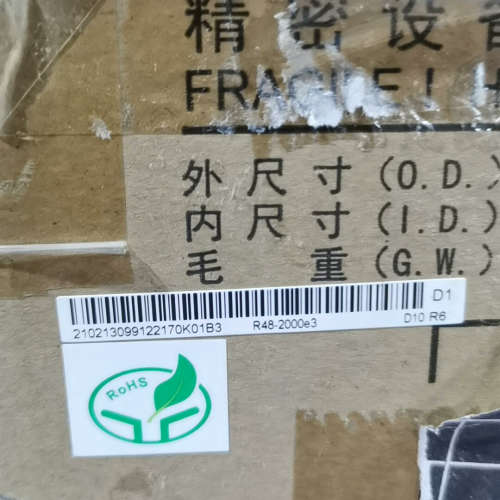 精密设备
FRAGILE! H
外尺寸(O.D.)
内尺寸(I.D.)
毛重(G.W.)
D1
210213099122170K01B3 R48-2000e3 D10 R6
RoHS